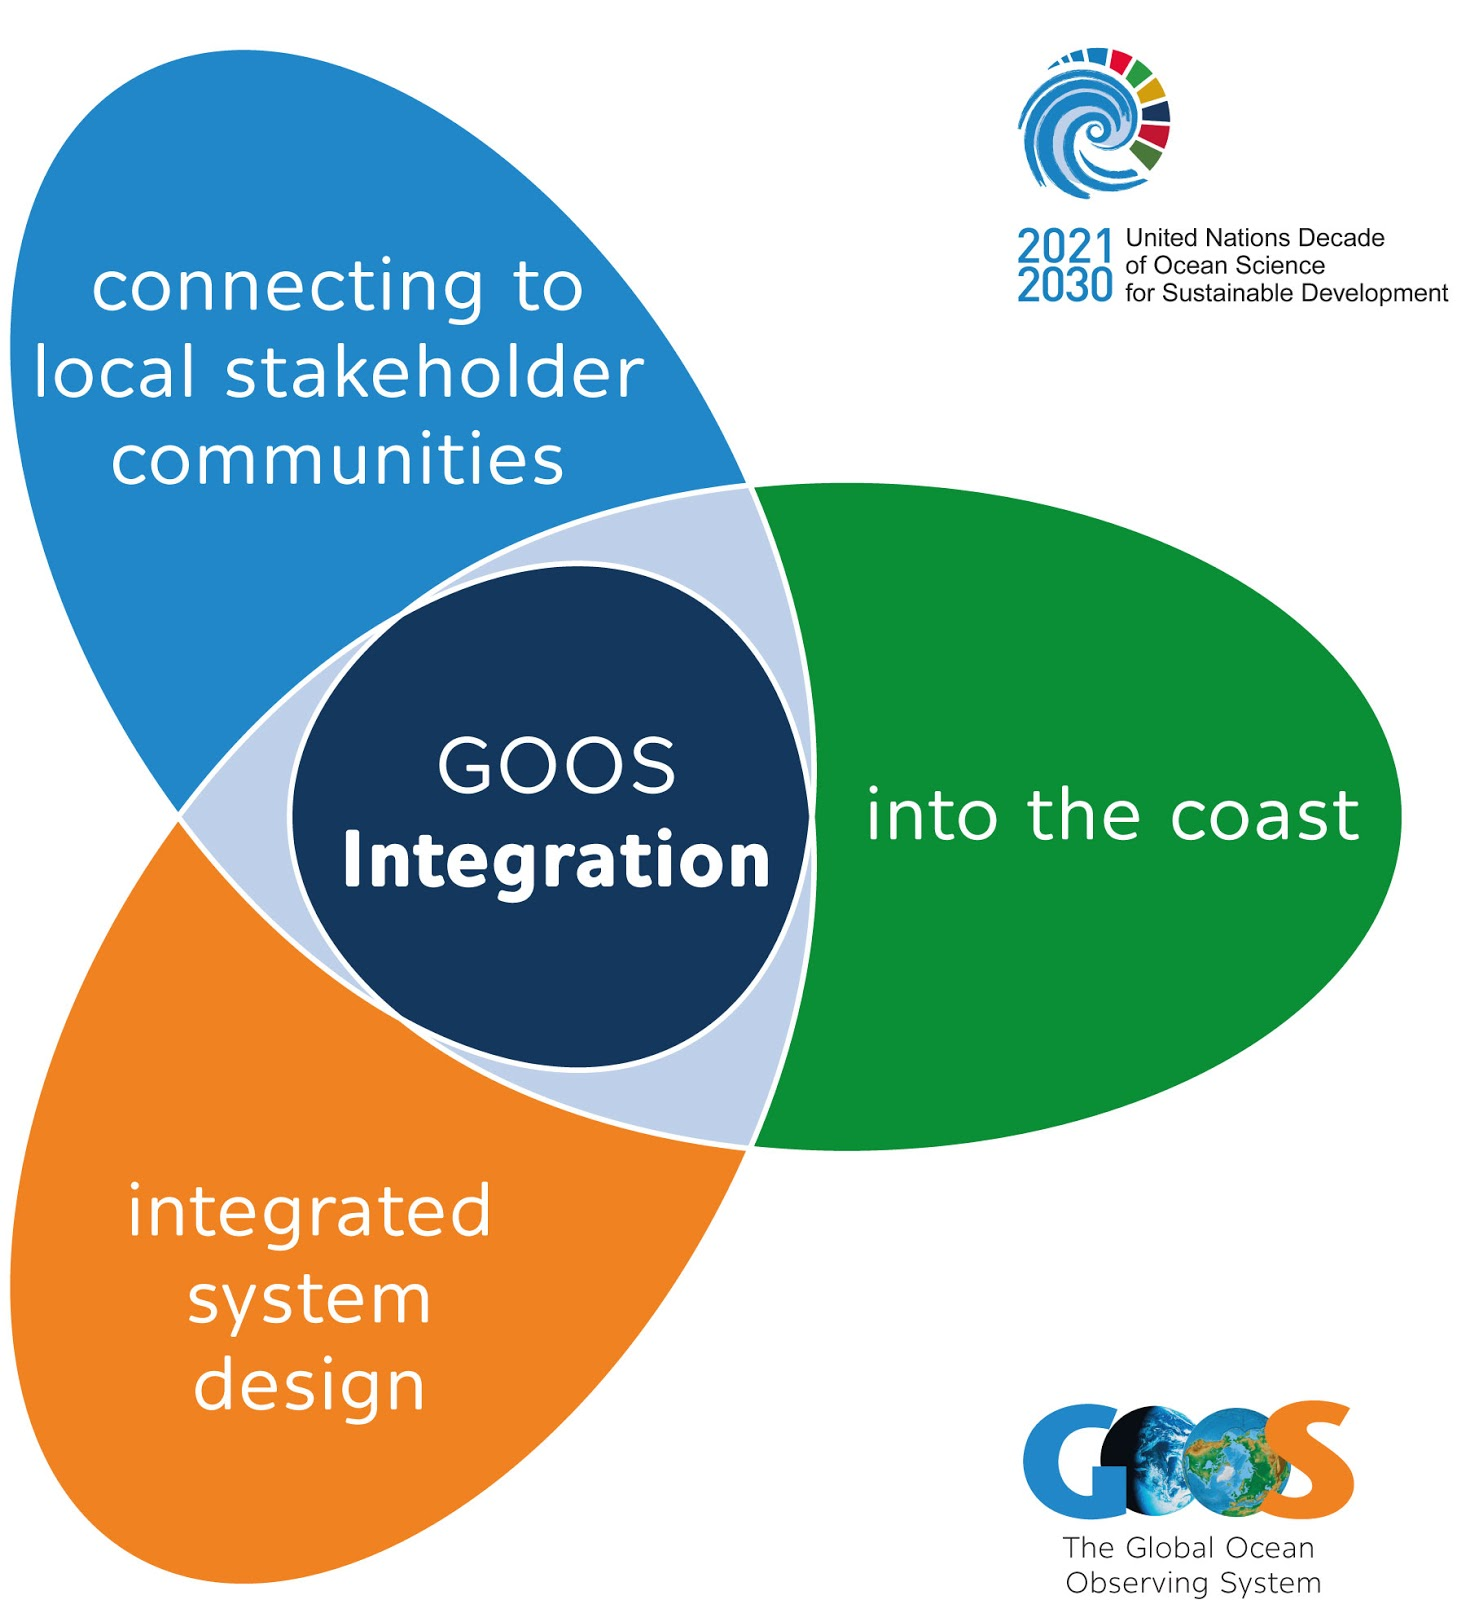 connecting to
local stakeholder
communities
2021
2030
United Nations Decade
of Ocean Science
for Sustainable Development
GOOS
Integration
into the coast
integrated
system
design
GOOS
The Global Ocean
Observing System